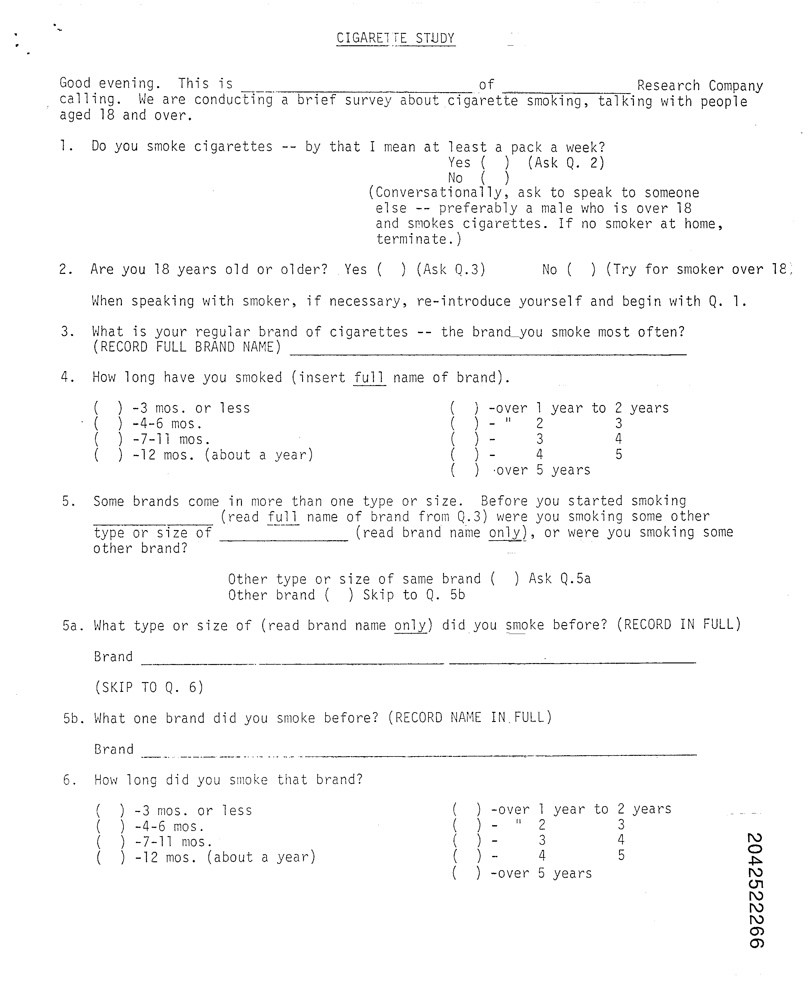 CIGARETTE STUDY
Good evening. This is ____________ of ____________ Research Company
calling. We are conducting a brief survey about cigarette smoking, talking with people
aged 18 and over.
1. Do you smoke cigarettes -- by that I mean at least a pack a week?
Yes ( ) (Ask Q. 2)
No ( )
(Conversationally, ask to speak to someone
else -- preferably a male who is over 18
and smokes cigarettes. If no smoker at home,
terminate.)
2. Are you 18 years old or older? Yes ( ) (Ask Q.3) No ( ) (Try for smoker over 18)
When speaking with smoker, if necessary, re-introduce yourself and begin with Q. 1.
3. What is your regular brand of cigarettes -- the brand you smoke most often?
(RECORD FULL BRAND NAME) ____________
4. How long have you smoked (insert full name of brand).
( ) -3 mos. or less ( ) -over 1 year to 2 years
( ) -4-6 mos. ( ) - " 2 3
( ) -7-11 mos. ( ) - 3 4
( ) -12 mos. (about a year) ( ) - 4 5
( ) -over 5 years
5. Some brands come in more than one type or size. Before you started smoking
____________ (read full name of brand from Q.3) were you smoking some other
type or size of ____________ (read brand name only), or were you smoking some
other brand?
Other type or size of same brand ( ) Ask Q.5a
Other brand ( ) Skip to Q. 5b
5a. What type or size of (read brand name only) did you smoke before? (RECORD IN FULL)
Brand ____________
(SKIP TO Q. 6)
5b. What one brand did you smoke before? (RECORD NAME IN FULL)
Brand ____________
6. How long did you smoke that brand?
( ) -3 mos. or less ( ) -over 1 year to 2 years
( ) -4-6 mos. ( ) - " 2 3
( ) -7-11 mos. ( ) - 3 4
( ) -12 mos. (about a year) ( ) - 4 5
( ) -over 5 years
2042522266